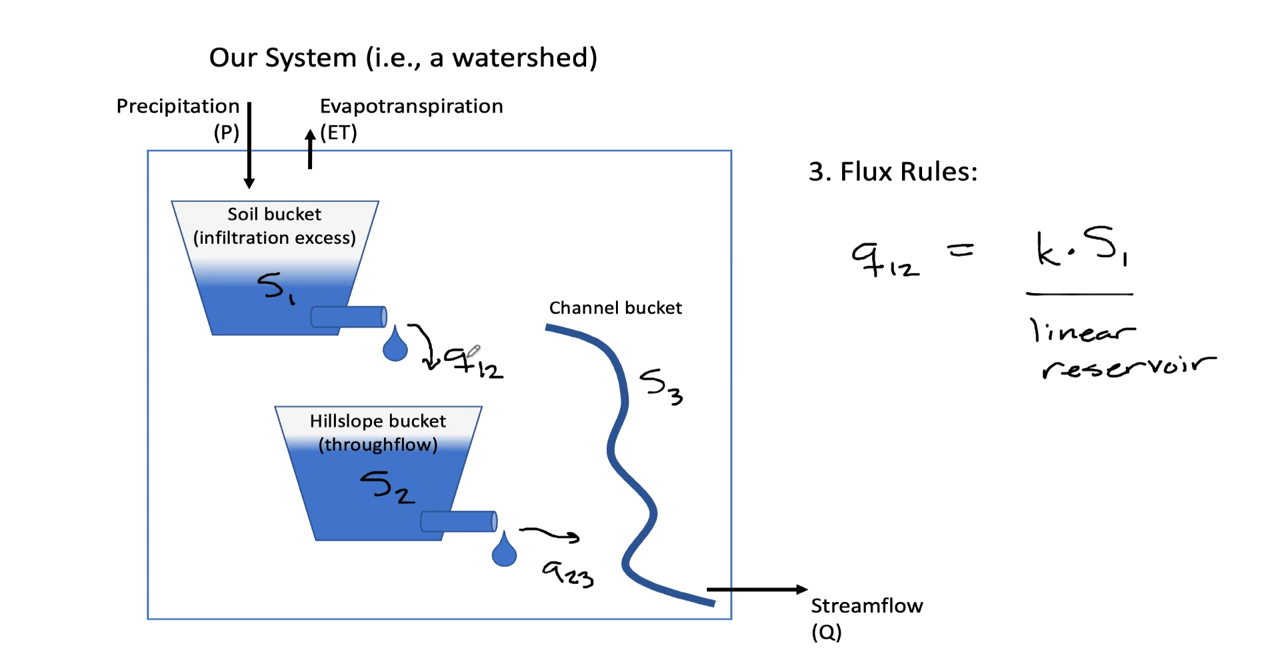 Our System (i.e., a watershed)
Precipitation
(P)
Evapotranspiration
(ET)
Soil bucket
(infiltration excess)
S₁
q₁₂
Hillslope bucket
(throughflow)
S₂
q₂₃
Channel bucket
S₃
Streamflow
(Q)
3. Flux Rules:
q₁₂ = k·S₁
linear
reservoir